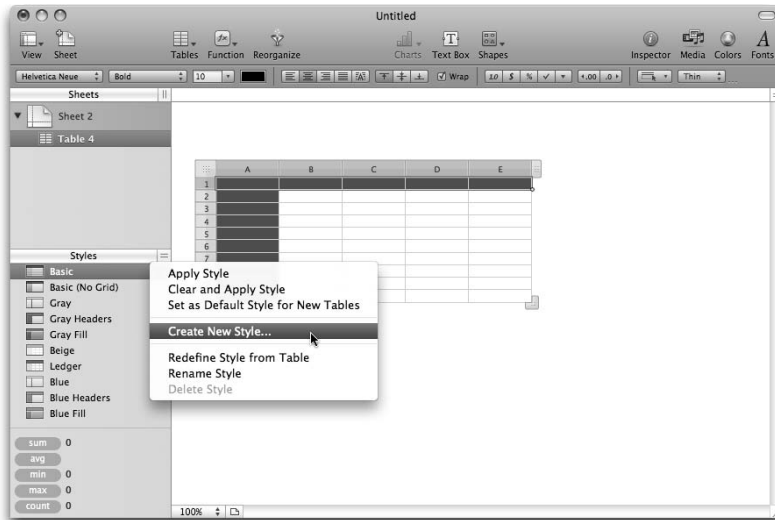 Untitled
View Sheet Tables Function Reorganize Charts Text Box Shapes Inspector Media Colors Fonts
Helvetica Neue Bold 10 Wrap 1.0 $ % Thin
Sheets
Sheet 2
Table 4
A B C D E
1
2
3
4
5
6
7
Styles
Basic
Basic (No Grid)
Gray
Gray Headers
Gray Fill
Beige
Ledger
Blue
Blue Headers
Blue Fill
Apply Style
Clear and Apply Style
Set as Default Style for New Tables
Create New Style...
Redefine Style from Table
Rename Style
Delete Style
sum 0
avg
min 0
max 0
count 0
100%